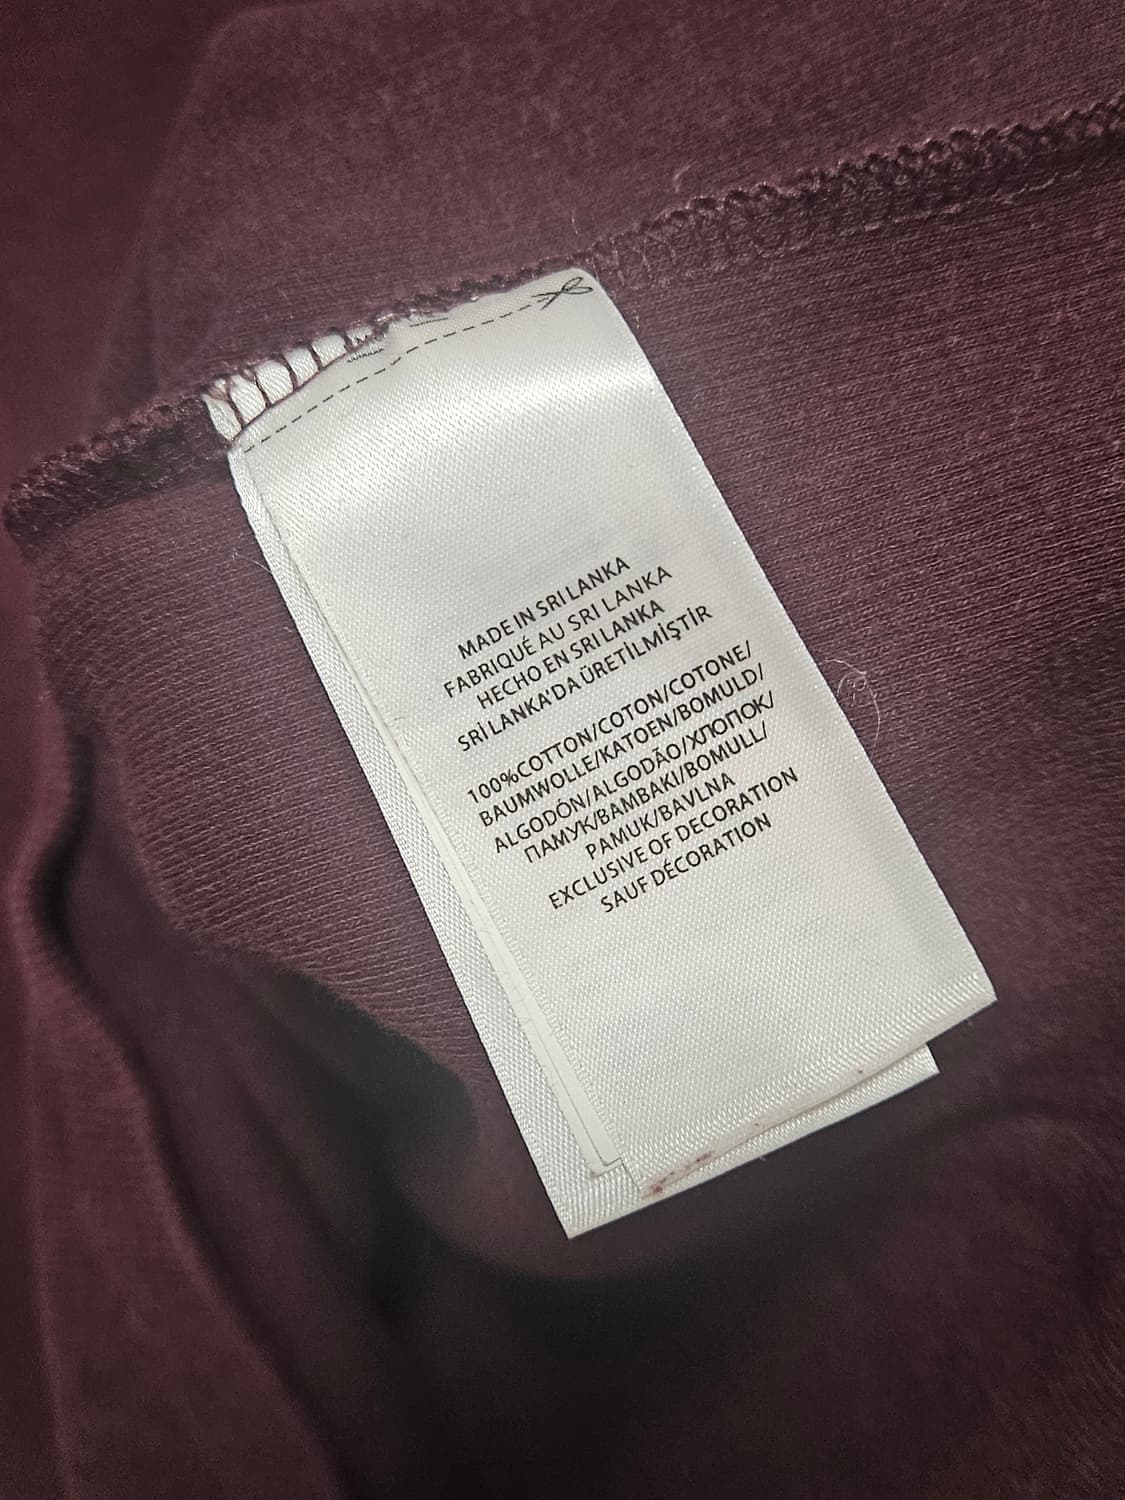 MADE IN SRI LANKA
FABRIQUÉ AU SRI LANKA
HECHO EN SRI LANKA
SRİ LANKA'DA ÜRETİLMİŞTİR
100%COTTON/COTON/COTONE/
BAUMWOLLE/KATOEN/BOMULD/
ALGODÓN/ALGODÃO/ХЛОПОК/
ПАМУК/BAMBAKI/BOMULL/
PAMUK/BAVLNA
EXCLUSIVE OF DECORATION
SAUF DÉCORATION